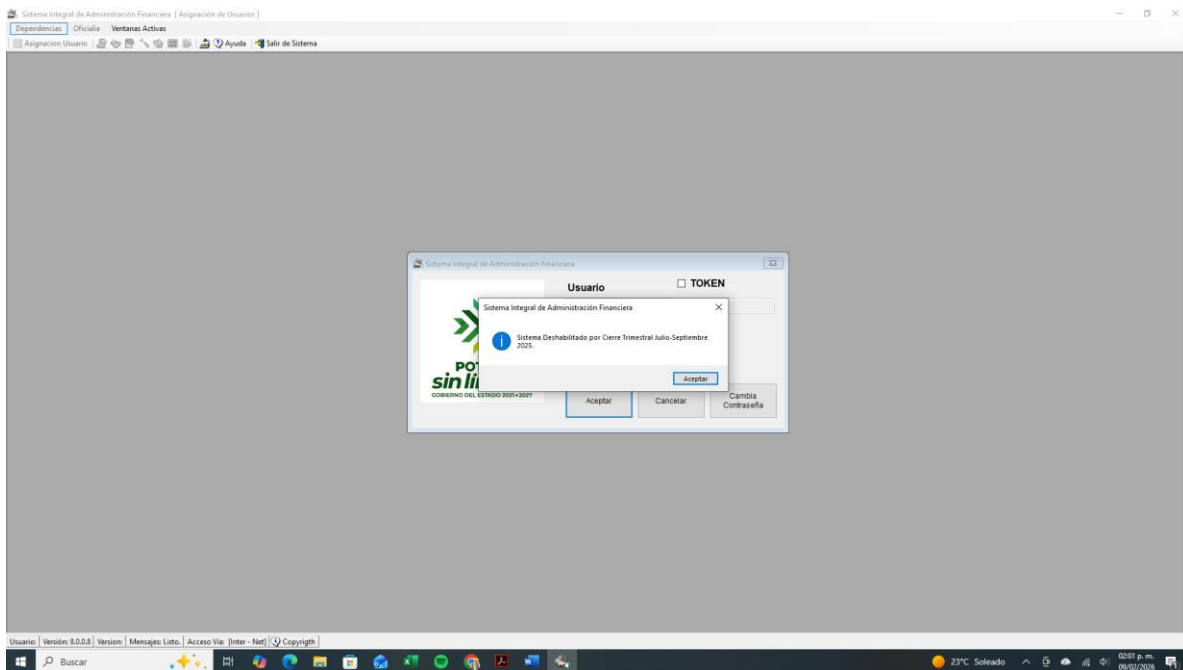 Sistema Integral de Administración Financiera [ Asignación de Usuarios ]
Dependencias Oficialia Ventanas Activas
Asignacion Usuario Ayuda Salir de Sistema
Sistema Integral de Administración Financiera
Usuario TOKEN
Sistema Integral de Administración Financiera
Sistema Deshabilitado por Cierre Trimestral Julio-Septiembre
2025.
Aceptar
PO
sin lí
GOBIERNO DEL ESTADO 2021•2027
Aceptar Cancelar Cambia
Contraseña
Usuario: Versión: 8.0.0.8 Version: Mensajes: Listo. Acceso Vía: [Inter - Net] Copyrigth
Buscar
23°C Soleado
02:01 p. m.
09/02/2026